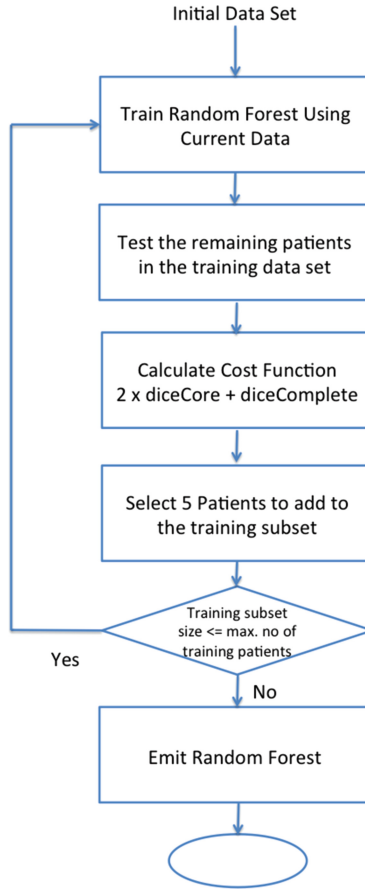 Initial Data Set
Train Random Forest Using
Current Data
Test the remaining patients
in the training data set
Calculate Cost Function
2 x diceCore + diceComplete
Select 5 Patients to add to
the training subset
Training subset
size <= max. no of
training patients
Yes
No
Emit Random Forest